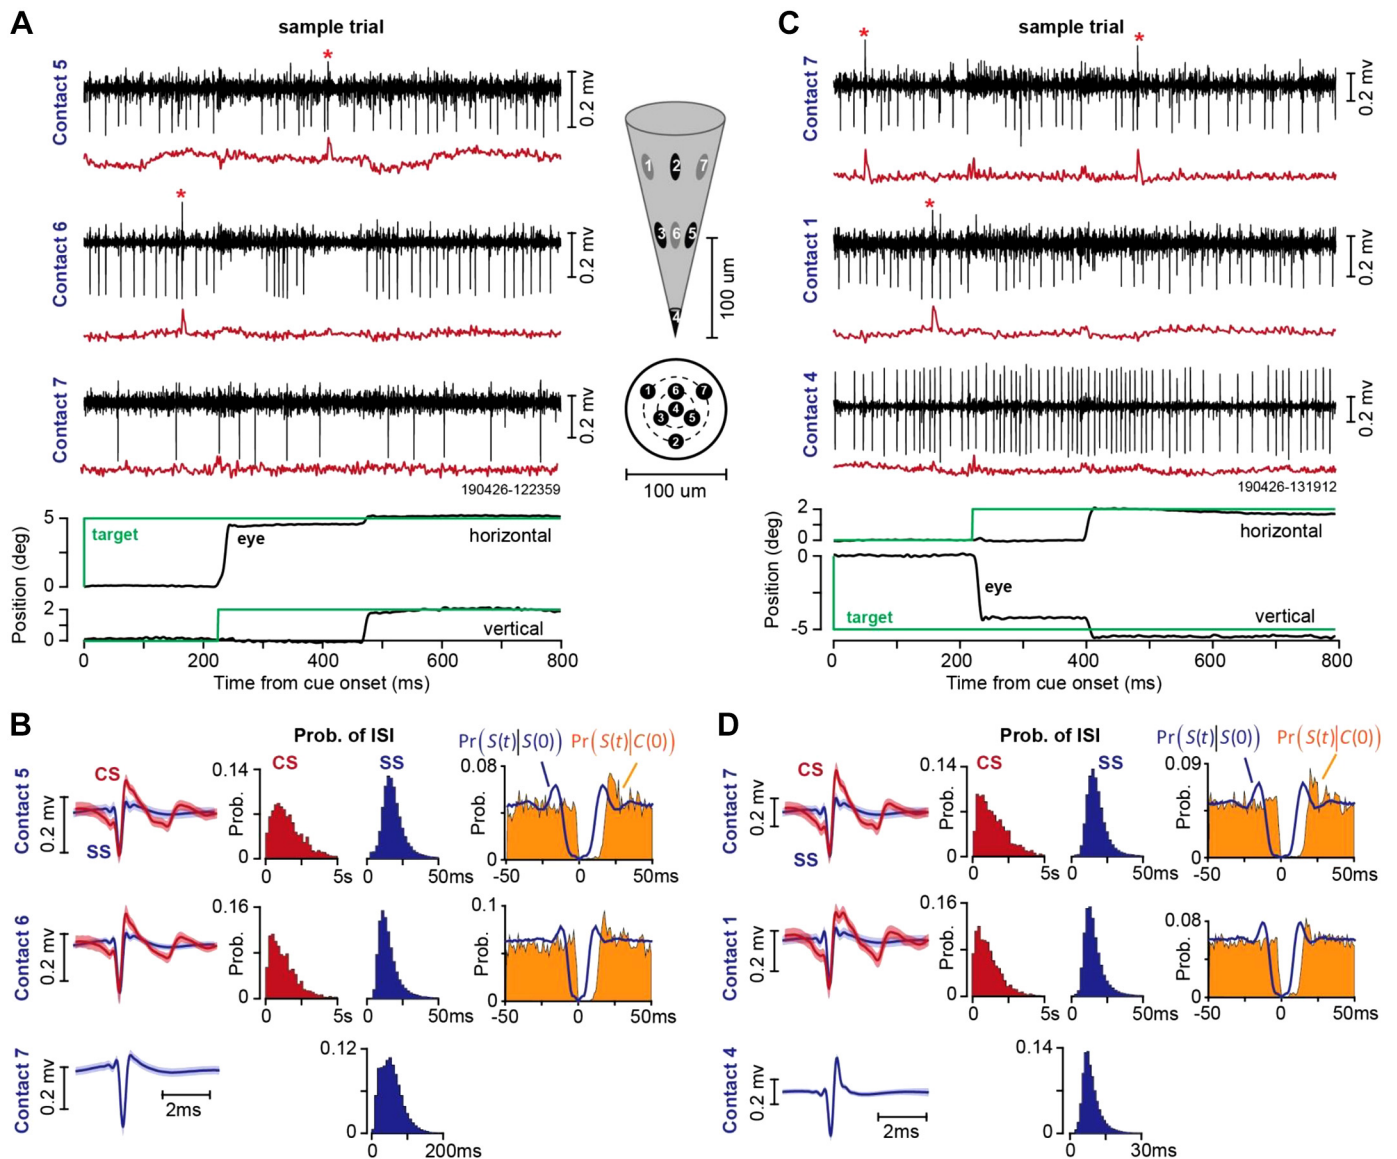 A
sample trial
*
Contact 5
0.2 mv
*
Contact 6
0.2 mv
Contact 7
0.2 mv
190426-122359
5
target
eye
horizontal
0
Position (deg)
2
vertical
0
0
200
400
600
800
Time from cue onset (ms)
1
2
7
3
6
5
4
100 um
1
6
7
4
3
5
2
100 um
C
sample trial
*
*
Contact 7
0.2 mv
*
Contact 1
0.2 mv
Contact 4
0.2 mv
190426-131912
2
horizontal
0
0
Position (deg)
eye
target
vertical
-5
0
200
400
600
800
Time from cue onset (ms)
B
Prob. of ISI
Pr(S(t)|S(0))
Pr(S(t)|C(0))
Contact 5
0.2 mv
CS
SS
0.14
CS
Prob.
0
0
5s
SS
0
50ms
0.08
Prob.
0
-50
0
50ms
Contact 6
0.2 mv
0.16
Prob.
0
0
5s
0
50ms
0.1
Prob.
0
-50
0
50ms
Contact 7
0.2 mv
2ms
0.12
0
0
200ms
D
Prob. of ISI
Pr(S(t)|S(0))
Pr(S(t)|C(0))
Contact 7
0.2 mv
CS
SS
0.14
CS
Prob.
0
0
5s
SS
0
50ms
0.09
Prob.
0
-50
0
50ms
Contact 1
0.2 mv
0.16
Prob.
0
0
5s
0
50ms
0.08
Prob.
0
-50
0
50ms
Contact 4
0.2 mv
2ms
0.14
0
0
30ms